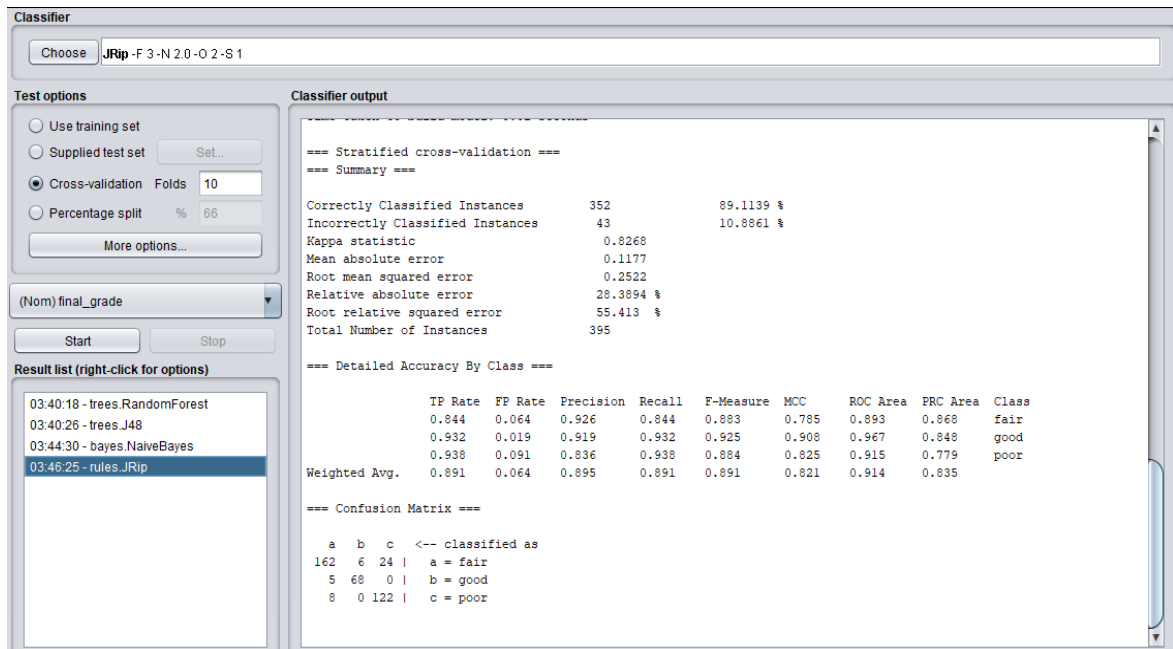 Classifier
Choose JRip -F 3 -N 2.0 -O 2 -S 1
Test options
Use training set
Supplied test set Set...
Cross-validation Folds 10
Percentage split % 66
More options...
(Nom) final_grade
Start Stop
Result list (right-click for options)
03:40:18 - trees.RandomForest
03:40:26 - trees.J48
03:44:30 - bayes.NaiveBayes
03:46:25 - rules.JRip
Classifier output
=== Stratified cross-validation ===
=== Summary ===
Correctly Classified Instances 352 89.1139 %
Incorrectly Classified Instances 43 10.8861 %
Kappa statistic 0.8268
Mean absolute error 0.1177
Root mean squared error 0.2522
Relative absolute error 28.3894 %
Root relative squared error 55.413 %
Total Number of Instances 395
=== Detailed Accuracy By Class ===
TP Rate FP Rate Precision Recall F-Measure MCC ROC Area PRC Area Class
0.844 0.064 0.926 0.844 0.883 0.785 0.893 0.868 fair
0.932 0.019 0.919 0.932 0.925 0.908 0.967 0.848 good
0.938 0.091 0.836 0.938 0.884 0.825 0.915 0.779 poor
Weighted Avg. 0.891 0.064 0.895 0.891 0.891 0.821 0.914 0.835
=== Confusion Matrix ===
a b c <-- classified as
162 6 24 | a = fair
5 68 0 | b = good
8 0 122 | c = poor